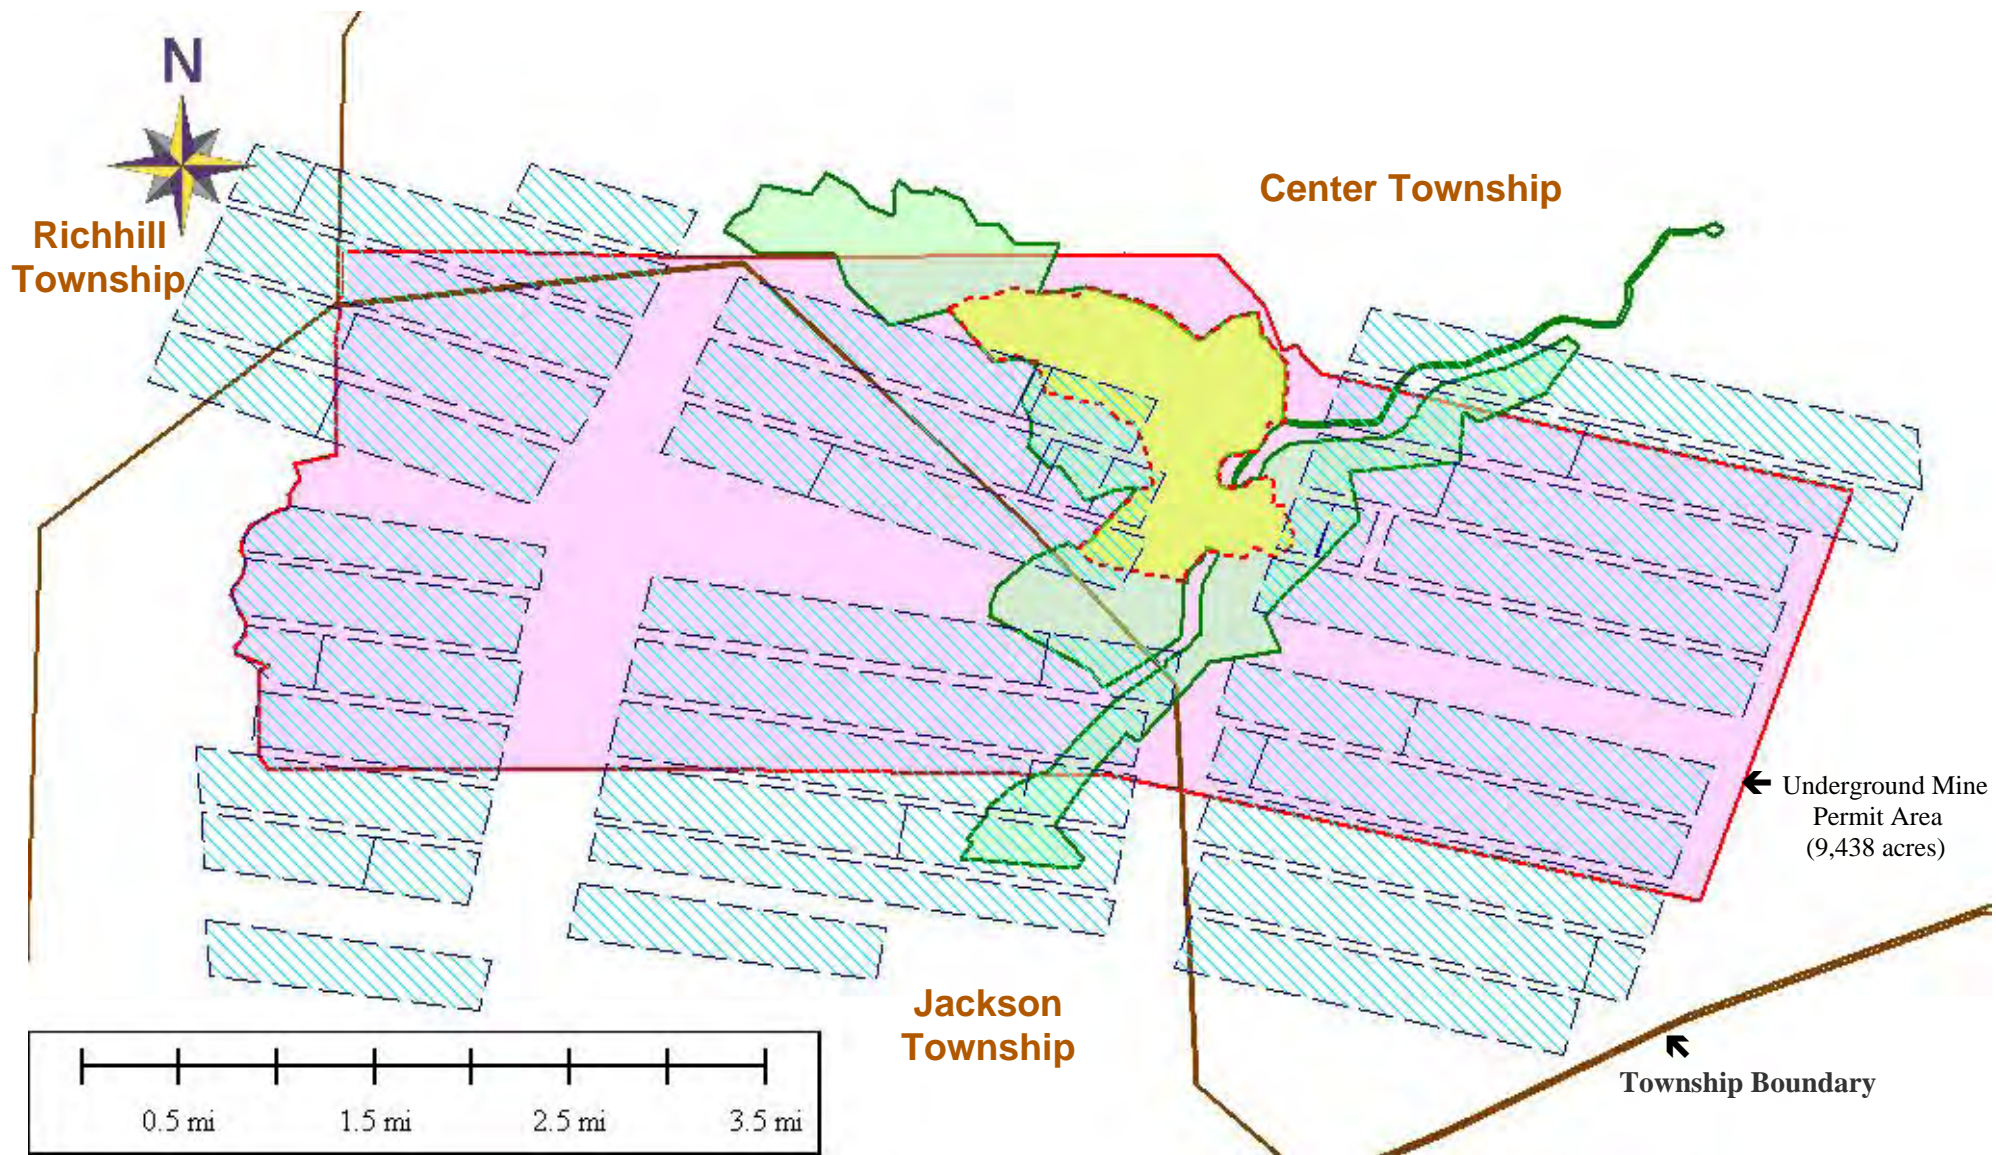 N
Center Township
Richhill
Township
Underground Mine
Permit Area
(9,438 acres)
Jackson
Township
Township Boundary
0.5 mi
1.5 mi
2.5 mi
3.5 mi